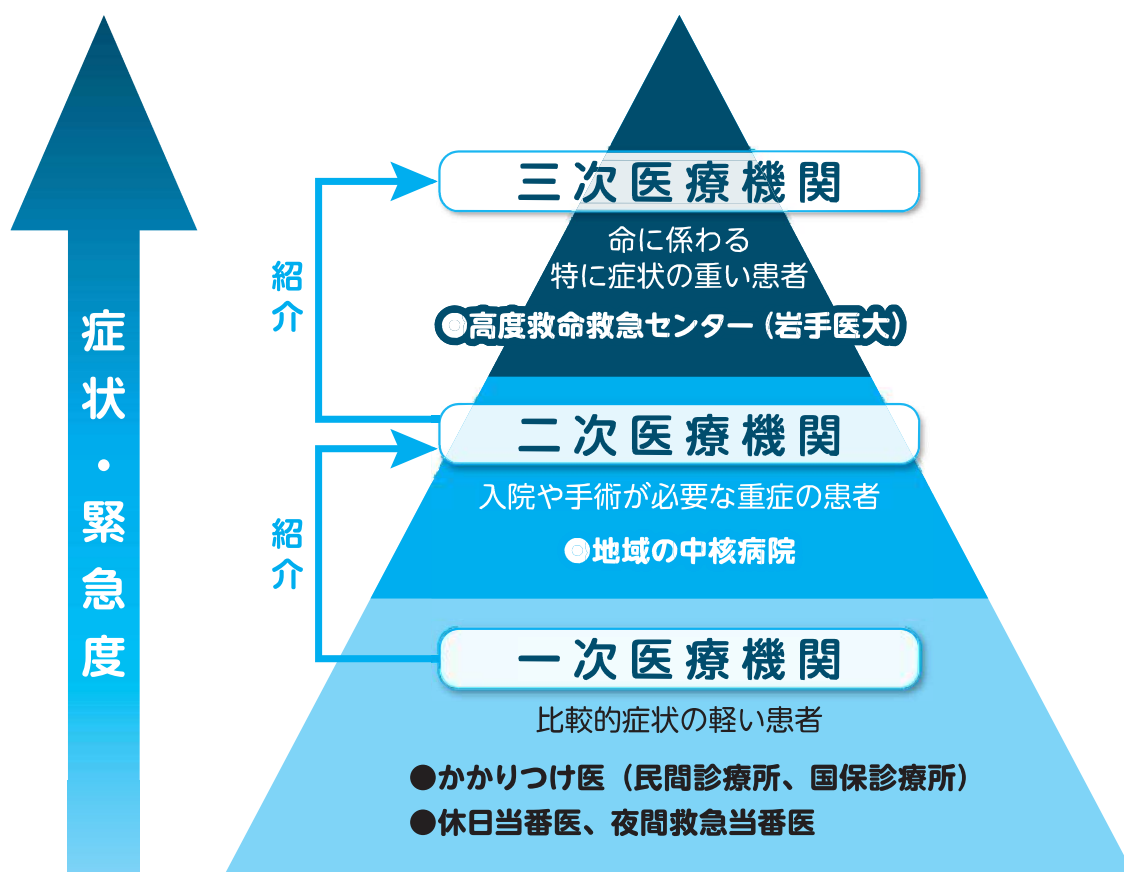 症状・緊急度
紹介
紹介
三次医療機関
命に係わる
特に症状の重い患者
◎高度救命救急センター（岩手医大）
二次医療機関
入院や手術が必要な重症の患者
◎地域の中核病院
一次医療機関
比較的症状の軽い患者
●かかりつけ医（民間診療所、国保診療所）
●休日当番医、夜間救急当番医